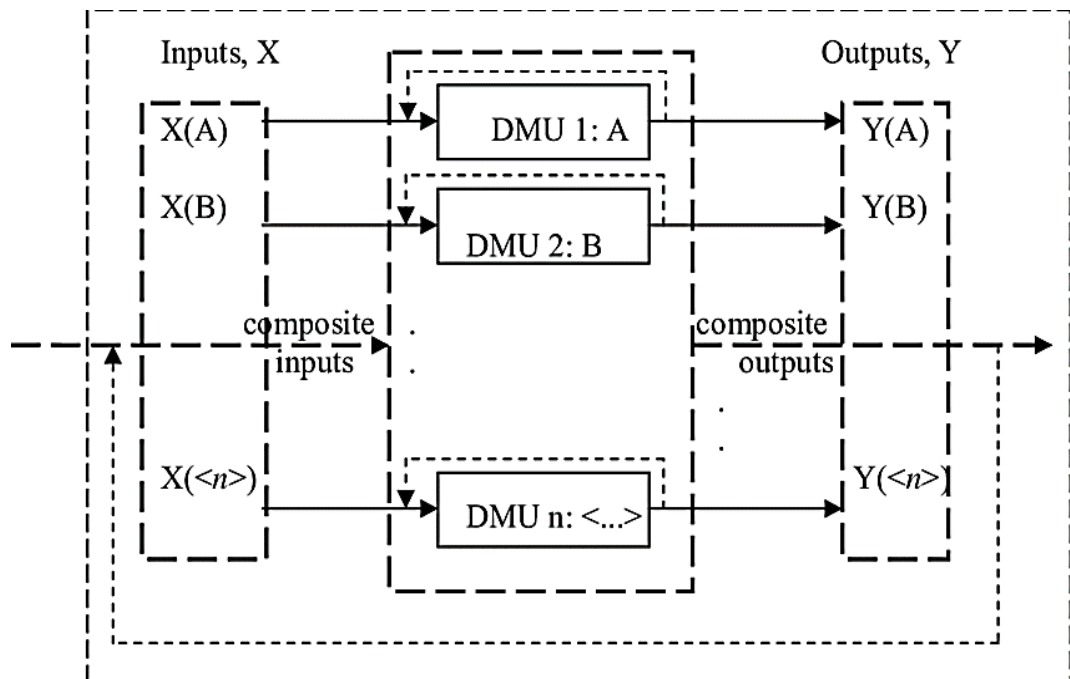 Inputs, X
Outputs, Y
X(A)
DMU 1: A
Y(A)
X(B)
DMU 2: B
Y(B)
composite
inputs
composite
outputs
X(<n>)
DMU n: <...>
Y(<n>)